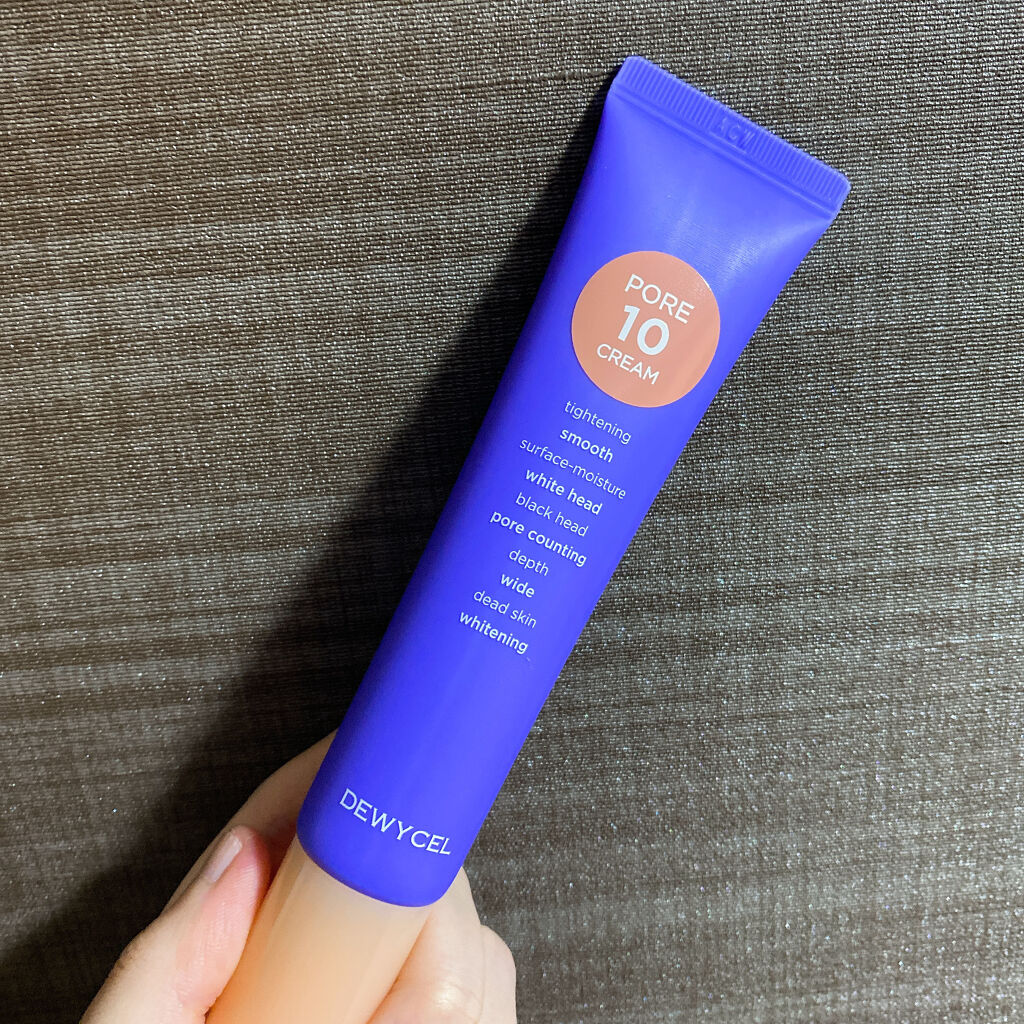 PORE
10
CREAM
tightening
smooth
surface-moisture
white head
black head
pore counting
depth
wide
dead skin
whitening
DEWYCEL